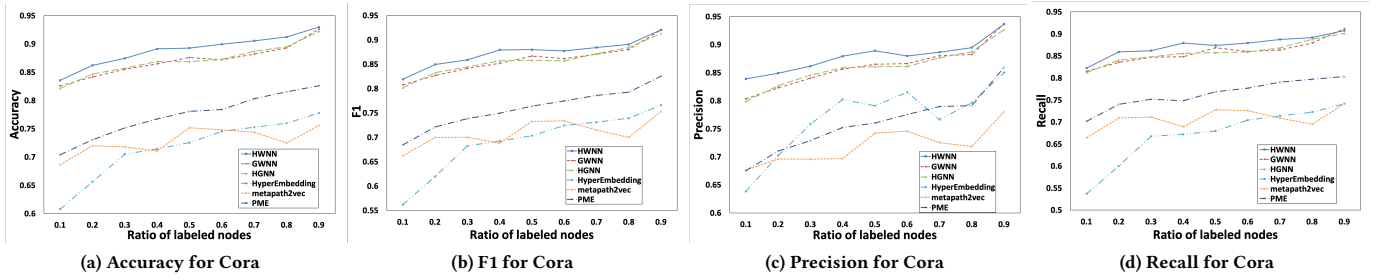 0.95
0.9
0.85
0.8
0.75
0.7
0.65
0.6
Accuracy
0.1 0.2 0.3 0.4 0.5 0.6 0.7 0.8 0.9
Ratio of labeled nodes
HWNN
GWNN
HGNN
HyperEmbedding
metapath2vec
PME
(a) Accuracy for Cora
0.95
0.9
0.85
0.8
0.75
0.7
0.65
0.6
0.55
F1
0.1 0.2 0.3 0.4 0.5 0.6 0.7 0.8 0.9
Ratio of labeled nodes
HWNN
GWNN
HGNN
HyperEmbedding
metapath2vec
PME
(b) F1 for Cora
0.95
0.9
0.85
0.8
0.75
0.7
0.65
0.6
Precision
0.1 0.2 0.3 0.4 0.5 0.6 0.7 0.8 0.9
Ratio of labeled nodes
HWNN
GWNN
HGNN
HyperEmbedding
metapath2vec
PME
(c) Precision for Cora
0.95
0.9
0.85
0.8
0.75
0.7
0.65
0.6
0.55
0.5
Recall
0.1 0.2 0.3 0.4 0.5 0.6 0.7 0.8 0.9
Ratio of labeled nodes
HWNN
GWNN
HGNN
HyperEmbedding
metapath2vec
PME
(d) Recall for Cora